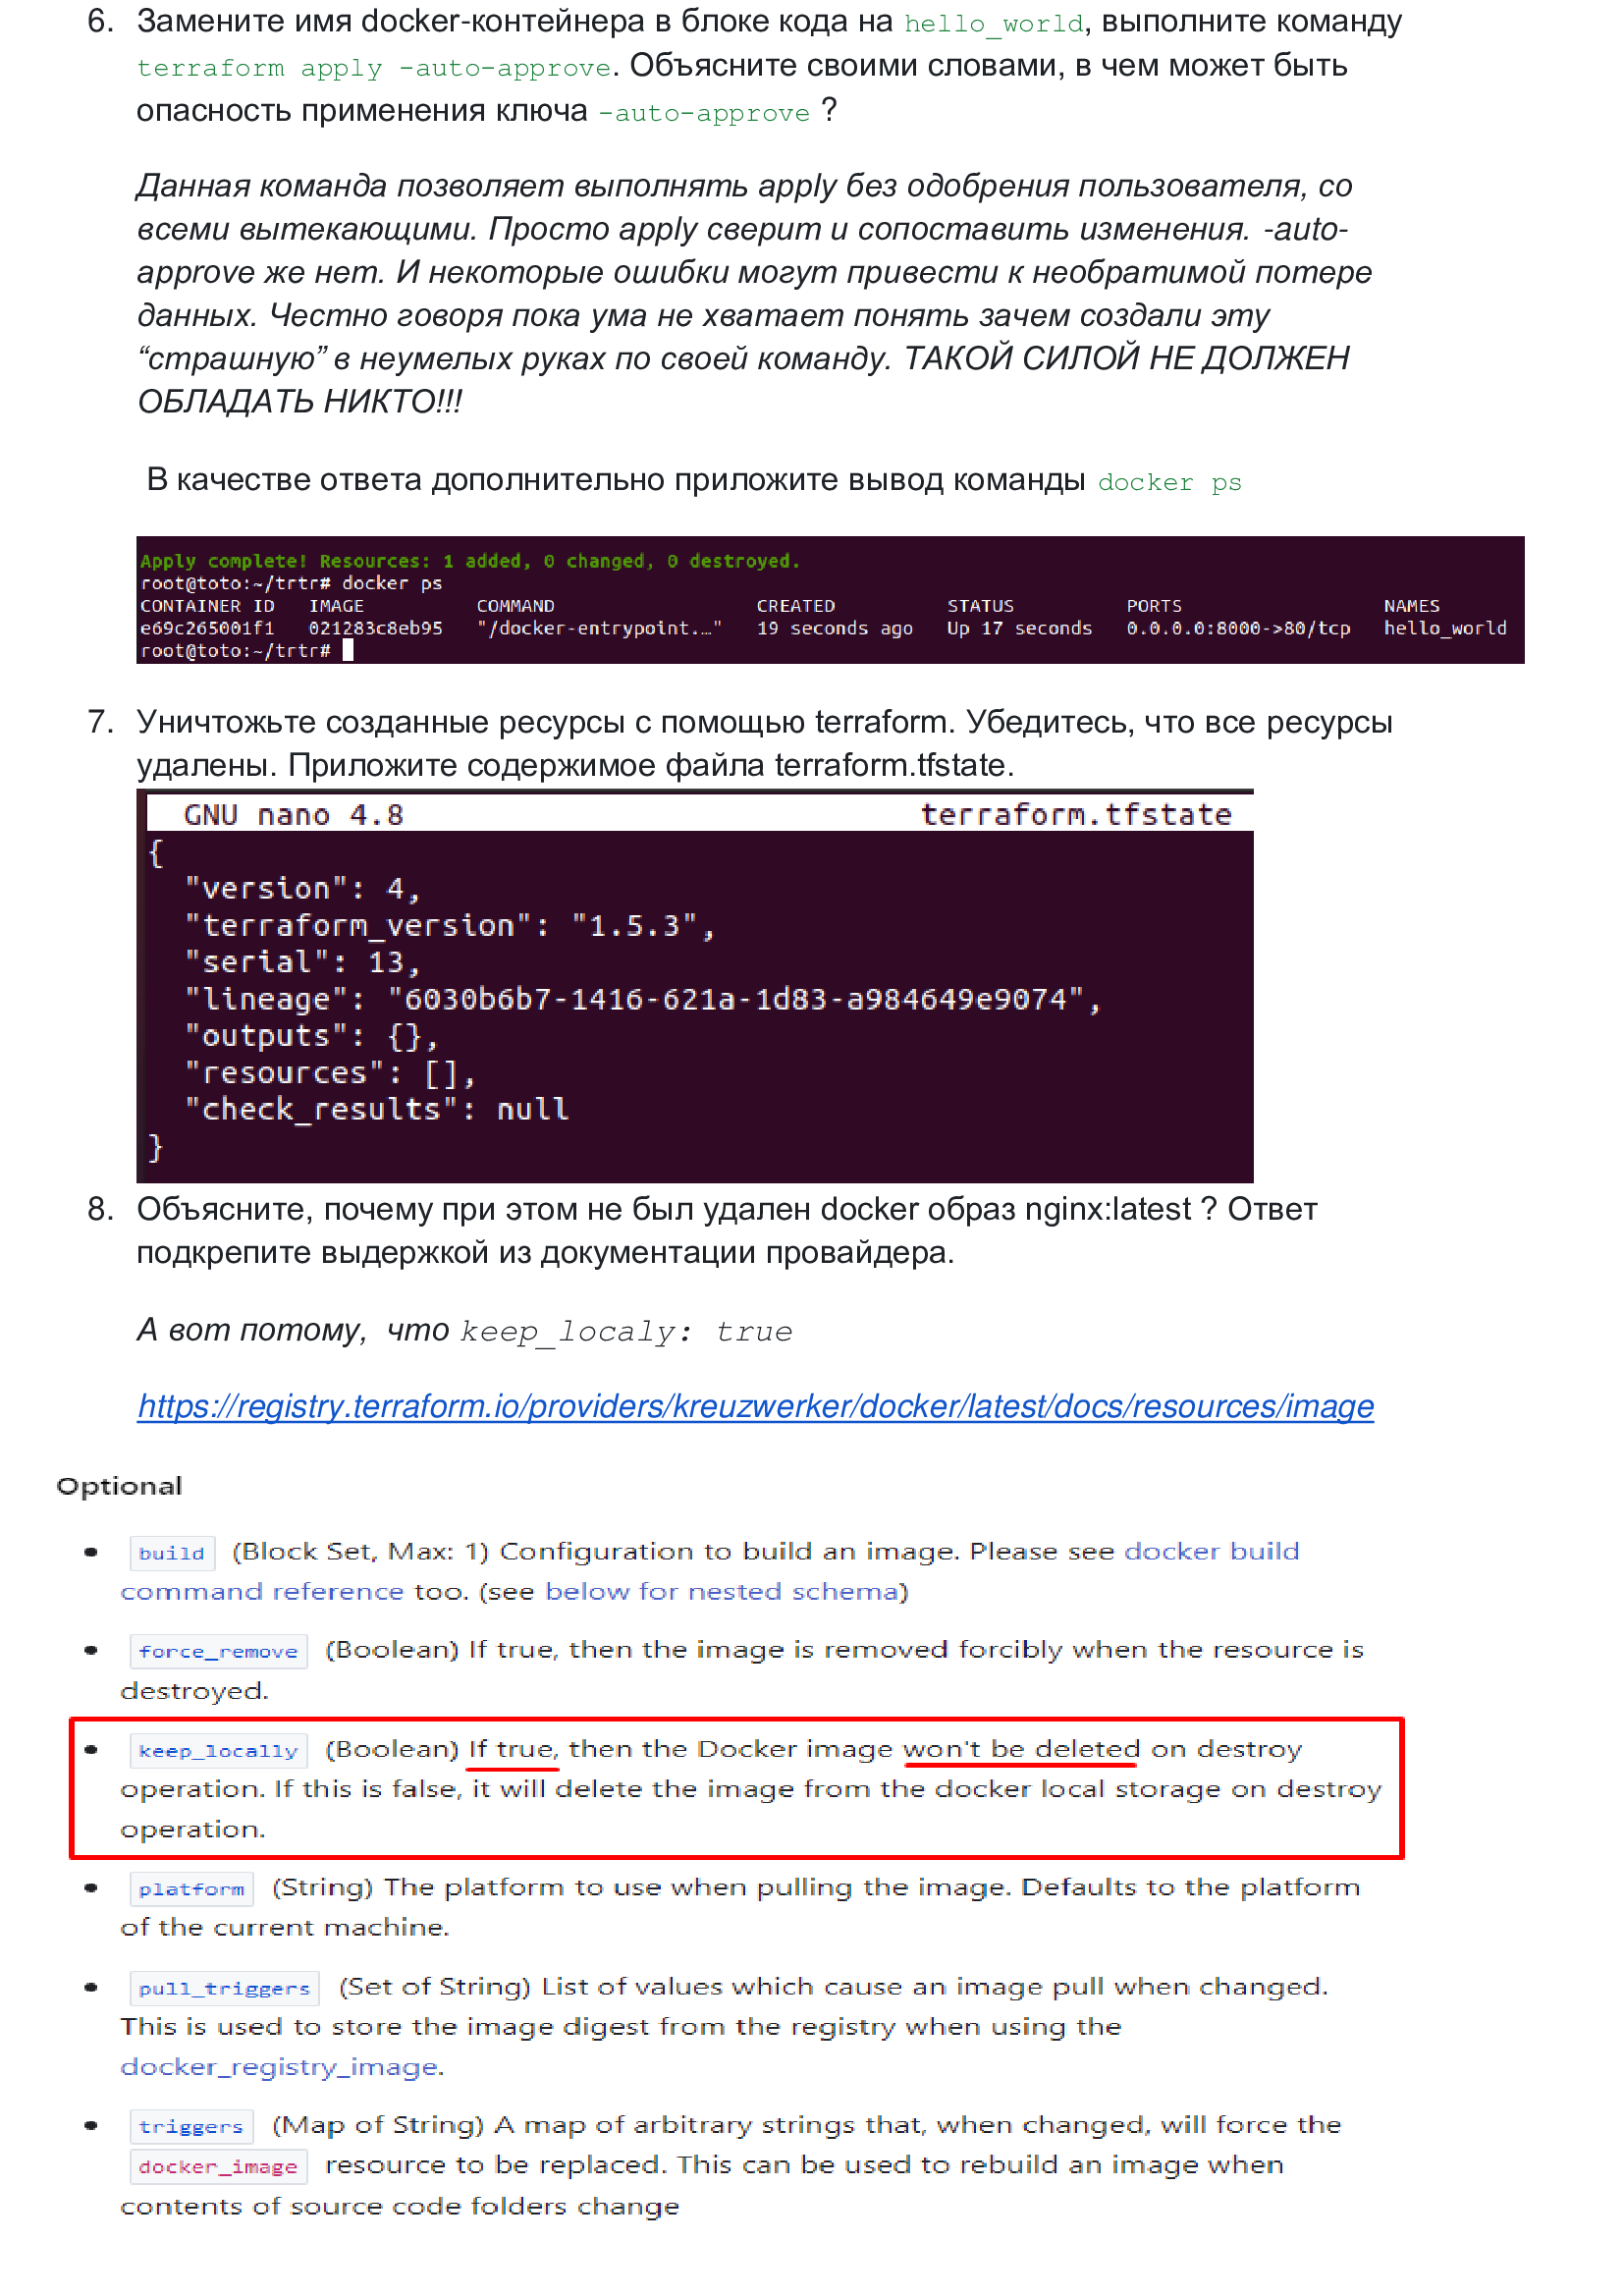 6. Замените имя docker-контейнера в блоке кода на hello_world, выполните команду
terraform apply -auto-approve. Объясните своими словами, в чем может быть
опасность применения ключа -auto-approve ?
Данная команда позволяет выполнять apply без одобрения пользователя, со
всеми вытекающими. Просто apply сверит и сопоставить изменения. -auto-
approve же нет. И некоторые ошибки могут привести к необратимой потере
данных. Честно говоря пока ума не хватает понять зачем создали эту
“страшную” в неумелых руках по своей команду. ТАКОЙ СИЛОЙ НЕ ДОЛЖЕН
ОБЛАДАТЬ НИКТО!!!
В качестве ответа дополнительно приложите вывод команды docker ps
Apply complete! Resources: 1 added, 0 changed, 0 destroyed.
root@toto:~/trtr# docker ps
CONTAINER ID IMAGE COMMAND CREATED STATUS PORTS NAMES
e69c265001f1 021283c8eb95 "/docker-entrypoint.…" 19 seconds ago Up 17 seconds 0.0.0.0:8000->80/tcp hello_world
root@toto:~/trtr#
7. Уничтожьте созданные ресурсы с помощью terraform. Убедитесь, что все ресурсы
удалены. Приложите содержимое файла terraform.tfstate.
GNU nano 4.8 terraform.tfstate
{
"version": 4,
"terraform_version": "1.5.3",
"serial": 13,
"lineage": "6030b6b7-1416-621a-1d83-a984649e9074",
"outputs": {},
"resources": [],
"check_results": null
}
8. Объясните, почему при этом не был удален docker образ nginx:latest ? Ответ
подкрепите выдержкой из документации провайдера.
А вот потому, что keep_localy: true
https://registry.terraform.io/providers/kreuzwerker/docker/latest/docs/resources/image
Optional
• build (Block Set, Max: 1) Configuration to build an image. Please see docker build
command reference too. (see below for nested schema)
• force_remove (Boolean) If true, then the image is removed forcibly when the resource is
destroyed.
• keep_locally (Boolean) If true, then the Docker image won't be deleted on destroy
operation. If this is false, it will delete the image from the docker local storage on destroy
operation.
• platform (String) The platform to use when pulling the image. Defaults to the platform
of the current machine.
• pull_triggers (Set of String) List of values which cause an image pull when changed.
This is used to store the image digest from the registry when using the
docker_registry_image.
• triggers (Map of String) A map of arbitrary strings that, when changed, will force the
docker_image resource to be replaced. This can be used to rebuild an image when
contents of source code folders change